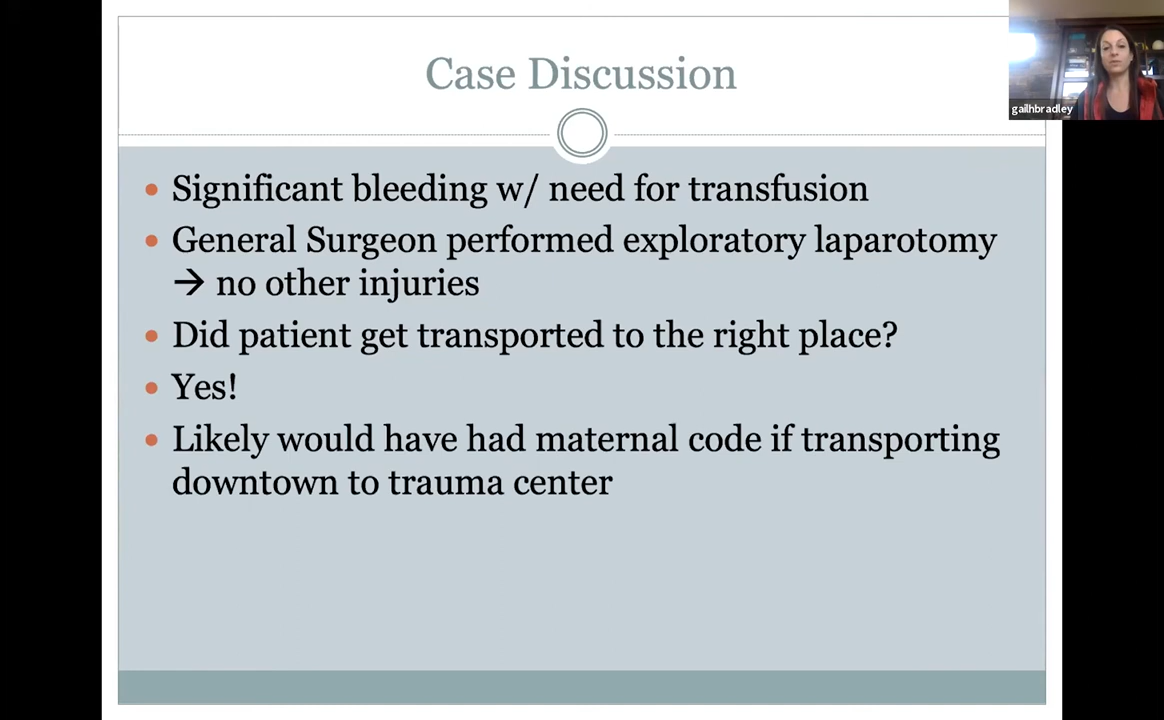 Case Discussion
gailhbradley
• Significant bleeding w/ need for transfusion
• General Surgeon performed exploratory laparotomy
→ no other injuries
• Did patient get transported to the right place?
• Yes!
• Likely would have had maternal code if transporting
downtown to trauma center